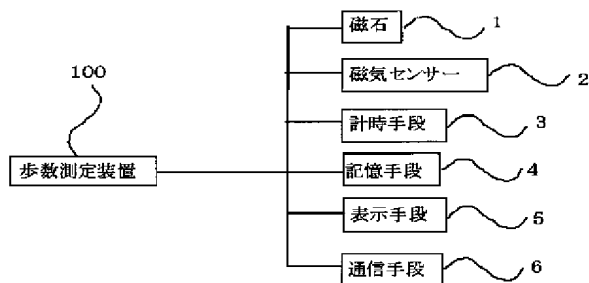 磁石 1
100
磁気センサー 2
計時手段 3
歩数測定装置
記憶手段 4
表示手段 5
通信手段 6